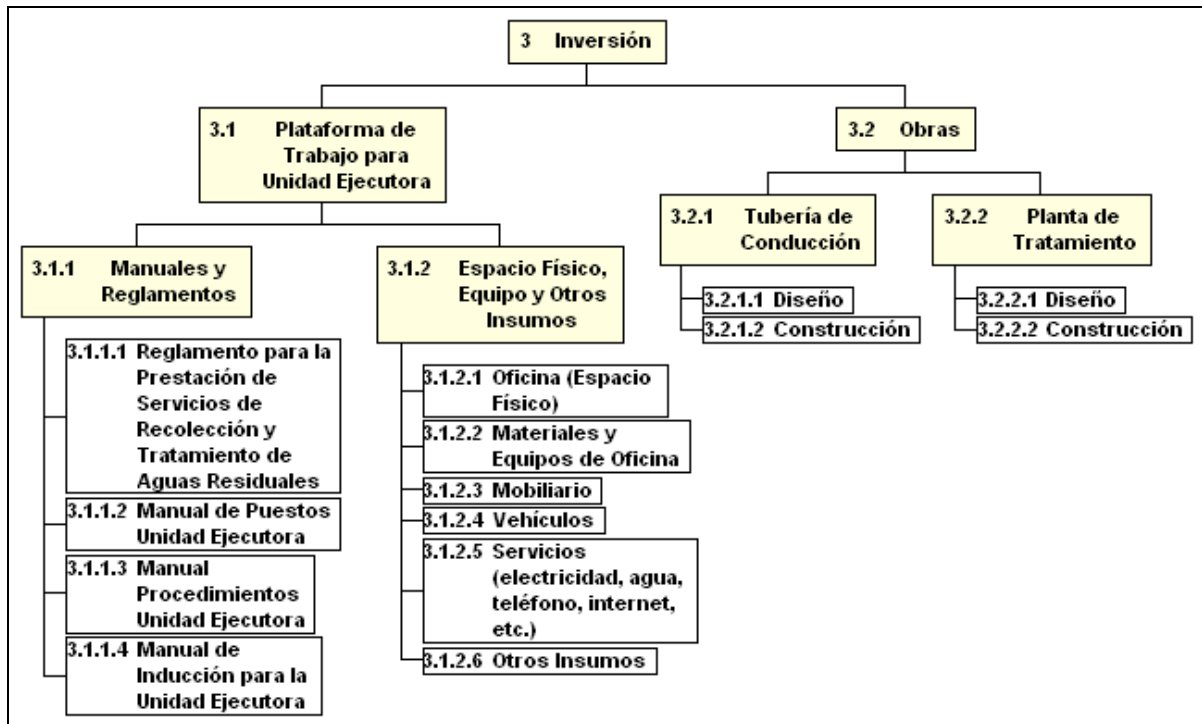 3 Inversión
3.1 Plataforma de
Trabajo para
Unidad Ejecutora
3.2 Obras
3.1.1 Manuales y
Reglamentos
3.1.2 Espacio Físico,
Equipo y Otros
Insumos
3.2.1 Tubería de
Conducción
3.2.2 Planta de
Tratamiento
3.1.1.1 Reglamento para la
Prestación de
Servicios de
Recolección y
Tratamiento de
Aguas Residuales
3.1.1.2 Manual de Puestos
Unidad Ejecutora
3.1.1.3 Manual
Procedimientos
Unidad Ejecutora
3.1.1.4 Manual de
Inducción para la
Unidad Ejecutora
3.1.2.1 Oficina (Espacio
Físico)
3.1.2.2 Materiales y
Equipos de Oficina
3.1.2.3 Mobiliario
3.1.2.4 Vehículos
3.1.2.5 Servicios
(electricidad, agua,
teléfono, internet,
etc.)
3.1.2.6 Otros Insumos
3.2.1.1 Diseño
3.2.1.2 Construcción
3.2.2.1 Diseño
3.2.2.2 Construcción